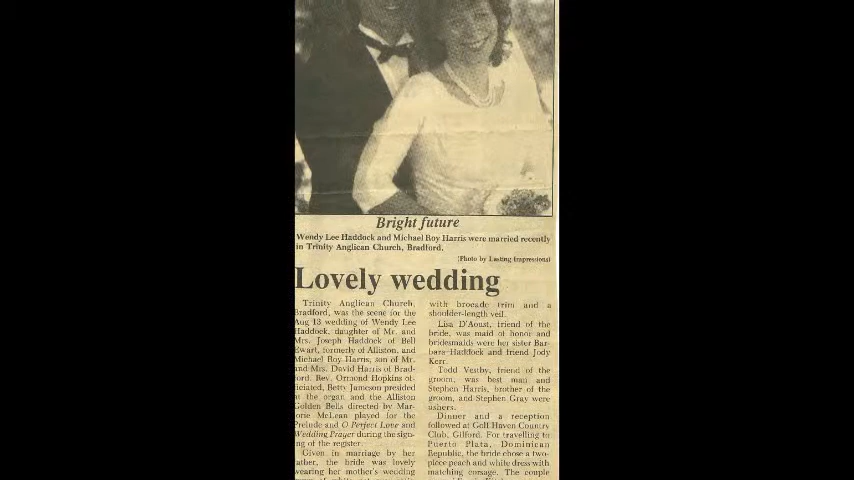 Bright future
Wendy Lee Haddock and Michael Roy Harris were married recently
in Trinity Anglican Church, Bradford.
(Photo by Lasting Impressions)
Lovely wedding
Trinity Anglican Church,
Bradford, was the scene for the
Aug 13 wedding of Wendy Lee
Haddock, daughter of Mr. and
Mrs. Joseph Haddock of Bell
Ewart, formerly of Alliston, and
Michael Roy Harris, son of Mr.
and Mrs. David Harris of Brad-
ford. Rev. Ormond Hopkins of-
ficiated, Betty Jameson presided
at the organ and the Alliston
Golden Bells directed by Mar-
jorie McLean played for the
Prelude and O Perfect Love and
Wedding Prayer during the sign-
ing of the register.
Given in marriage by her
father, the bride was lovely
wearing her mother's wedding
with brocade trim and a
shoulder-length veil.
Lisa D'Aoust, friend of the
bride, was maid of honor and
bridesmaids were her sister Bar-
bara Haddock and friend Jody
Kerr.
Todd Vestby, friend of the
groom, was best man and
Stephen Harris, brother of the
groom, and Stephen Gray were
ushers.
Dinner and a reception
followed at Golf Haven Country
Club, Gilford. For travelling to
Puerto Plata, Dominican
Republic, the bride chose a two-
piece peach and white dress with
matching corsage. The couple